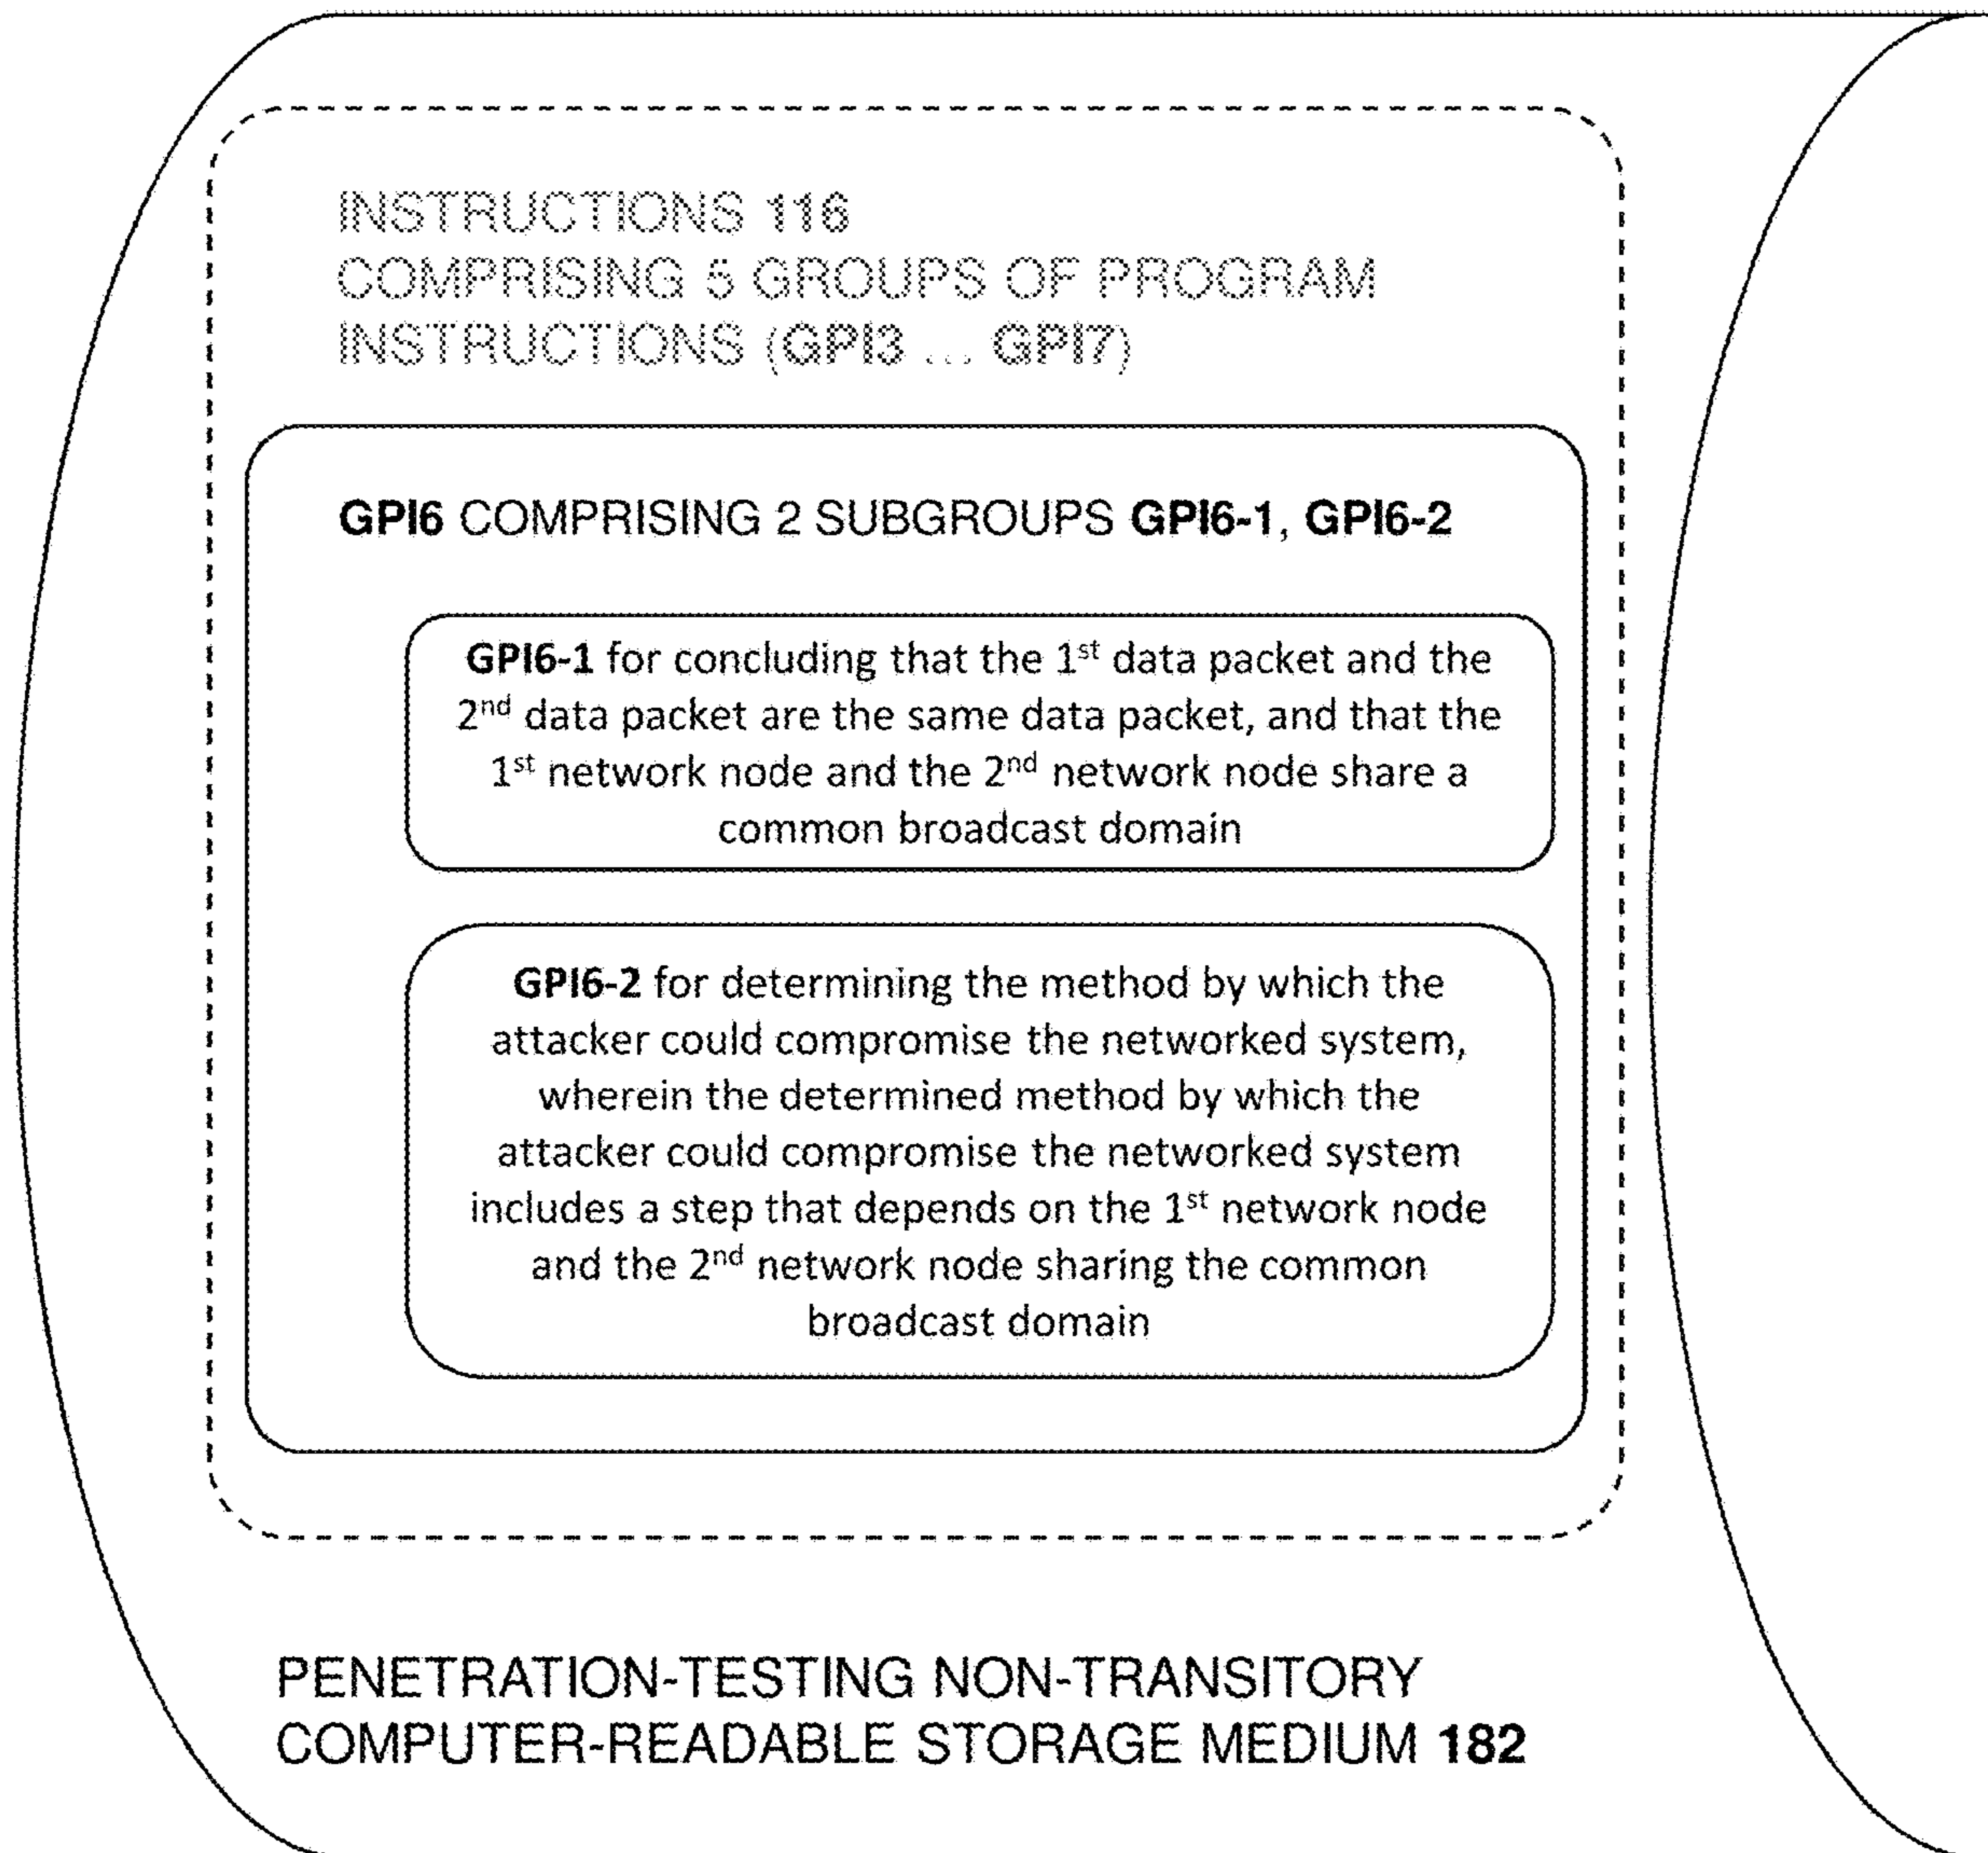 INSTRUCTIONS 116
COMPRISING 5 GROUPS OF PROGRAM
INSTRUCTIONS (GPI3 ... GPI7)
GPI6 COMPRISING 2 SUBGROUPS GPI6-1, GPI6-2
GPI6-1 for concluding that the 1st data packet and the
2nd data packet are the same data packet, and that the
1st network node and the 2nd network node share a
common broadcast domain
GPI6-2 for determining the method by which the
attacker could compromise the networked system,
wherein the determined method by which the
attacker could compromise the networked system
includes a step that depends on the 1st network node
and the 2nd network node sharing the common
broadcast domain
PENETRATION-TESTING NON-TRANSITORY
COMPUTER-READABLE STORAGE MEDIUM 182